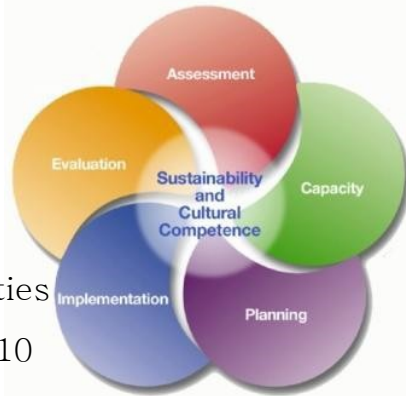 Assessment
Evaluation
Sustainability
and
Cultural
Competence
Capacity
ties
Implementation
Planning
10